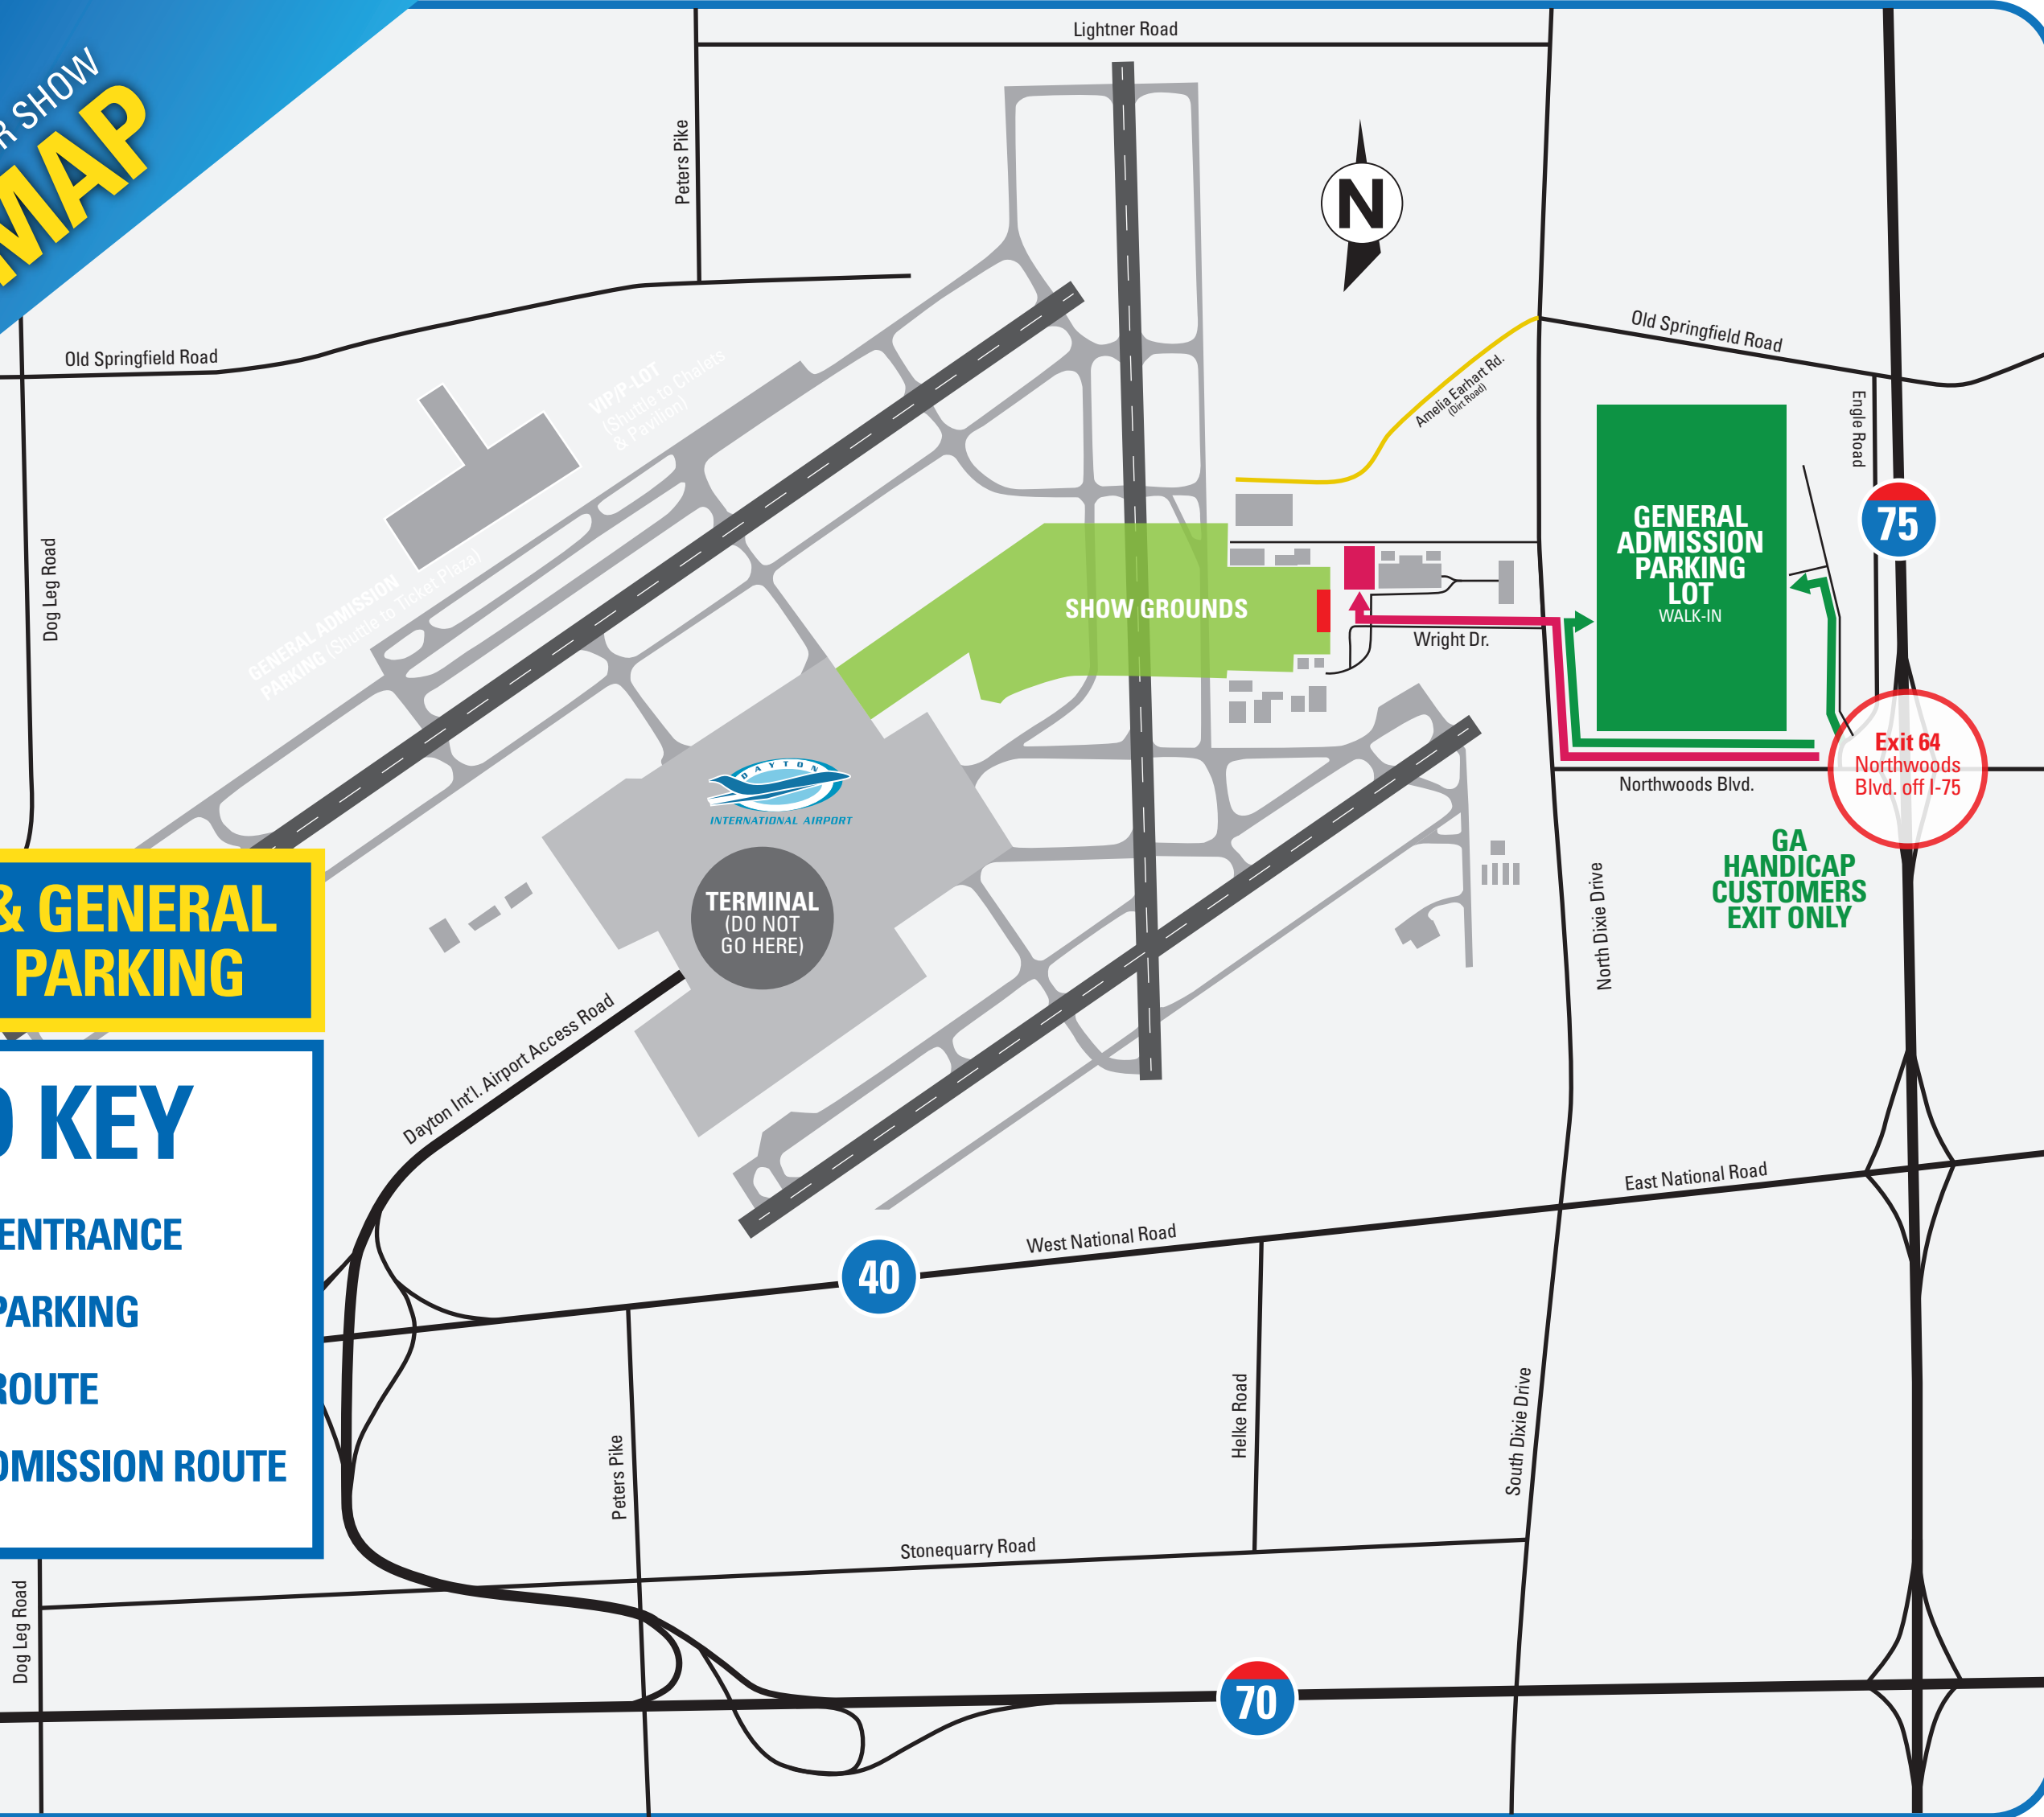 SHOW
MAP
Lightner Road
Peters Pike
N
Old Springfield Road
Old Springfield Road
Amelia Earhart Rd.
(Dirt Road)
Engle Road
75
Dog Leg Road
VIP/P-LOT
(Shuttle to Chalets
& Pavilion)
GENERAL ADMISSION
PARKING (Shuttle to Ticket Plaza)
SHOW GROUNDS
Wright Dr.
GENERAL
ADMISSION
PARKING
LOT
WALK-IN
Exit 64
Northwoods
Blvd. off I-75
Northwoods Blvd.
DAYTON
INTERNATIONAL AIRPORT
TERMINAL
(DO NOT
GO HERE)
GA
HANDICAP
CUSTOMERS
EXIT ONLY
North Dixie Drive
& GENERAL
PARKING
Dayton Int'l. Airport Access Road
KEY
ENTRANCE
PARKING
ROUTE
DMISSION ROUTE
East National Road
West National Road
40
Peters Pike
Helke Road
South Dixie Drive
Stonequarry Road
Dog Leg Road
70